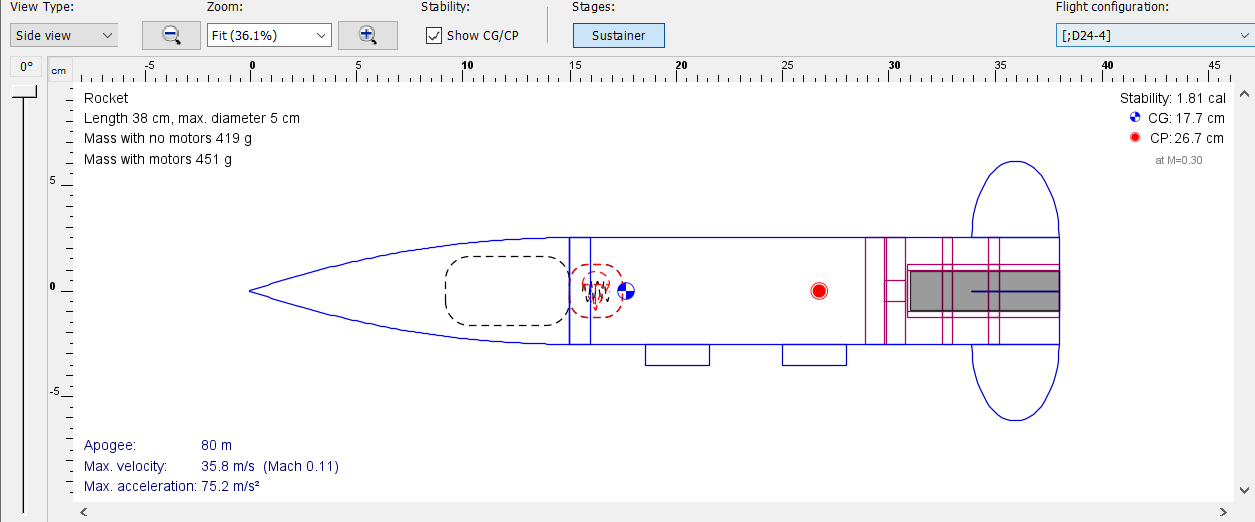 View Type: Zoom: Stability: Stages: Flight configuration:
Side view Fit (36.1%) Show CG/CP Sustainer [;D24-4]
0° cm -5 0 5 10 15 20 25 30 35 40 45
Rocket
Length 38 cm, max. diameter 5 cm
Mass with no motors 419 g
Mass with motors 451 g
Stability: 1.81 cal
CG: 17.7 cm
CP: 26.7 cm
at M=0.30
5
0
-5
Apogee: 80 m
Max. velocity: 35.8 m/s (Mach 0.11)
Max. acceleration: 75.2 m/s²